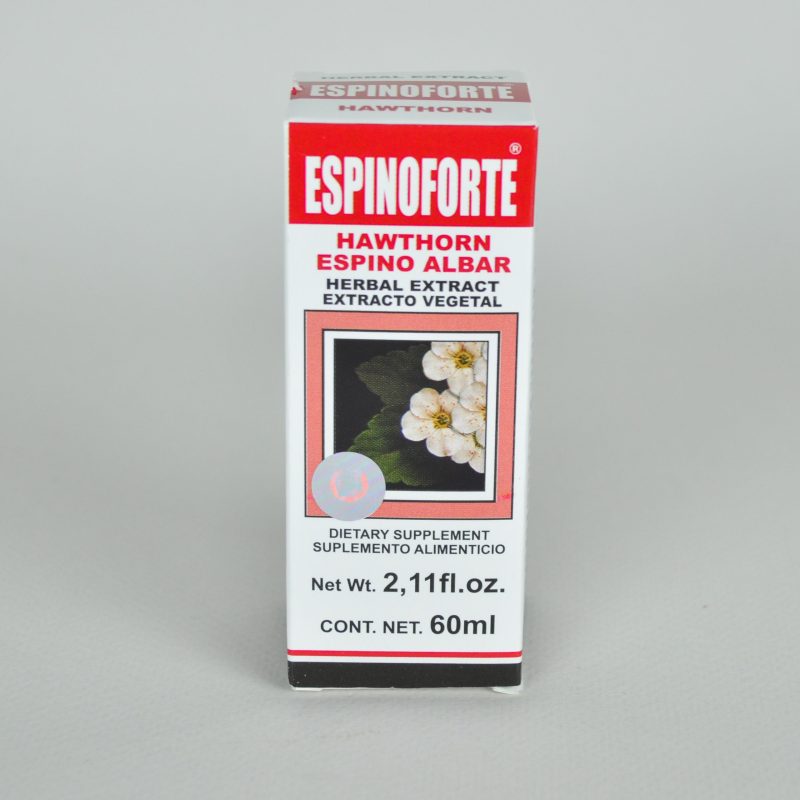 HERBAL EXTRACT
ESPINOFORTE
HAWTHORN
ESPINOFORTE®
HAWTHORN
ESPINO ALBAR
HERBAL EXTRACT
EXTRACTO VEGETAL
DIETARY SUPPLEMENT
SUPLEMENTO ALIMENTICIO
Net Wt. 2,11fl.oz.
CONT. NET. 60ml